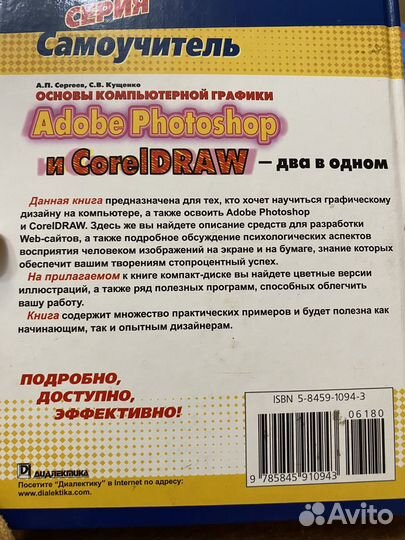 СЕРИЯ
Самоучитель
А.П. Сергеев, С.В. Кущенко
ОСНОВЫ КОМПЬЮТЕРНОЙ ГРАФИКИ
Adobe Photoshop
и CorelDRAW – два в одном
Данная книга предназначена для тех, кто хочет научиться графическому
дизайну на компьютере, а также освоить Adobe Photoshop
и CorelDRAW. Здесь же вы найдете описание средств для разработки
Web-сайтов, а также подробное обсуждение психологических аспектов
восприятия человеком изображений на экране и на бумаге, знание которых
обеспечит вашим творениям стопроцентный успех.
На прилагаемом к книге компакт-диске вы найдете цветные версии
иллюстраций, а также ряд полезных программ, способных облегчить
вашу работу.
Книга содержит множество практических примеров и будет полезна как
начинающим, так и опытным дизайнерам.
ПОДРОБНО,
ДОСТУПНО,
ЭФФЕКТИВНО!
ISBN 5-8459-1094-3
06180
9 785845 910943
ДИАЛЕКТИКА
Посетите "Диалектику" в Internet по адресу:
www.dialektika.com.
Avito